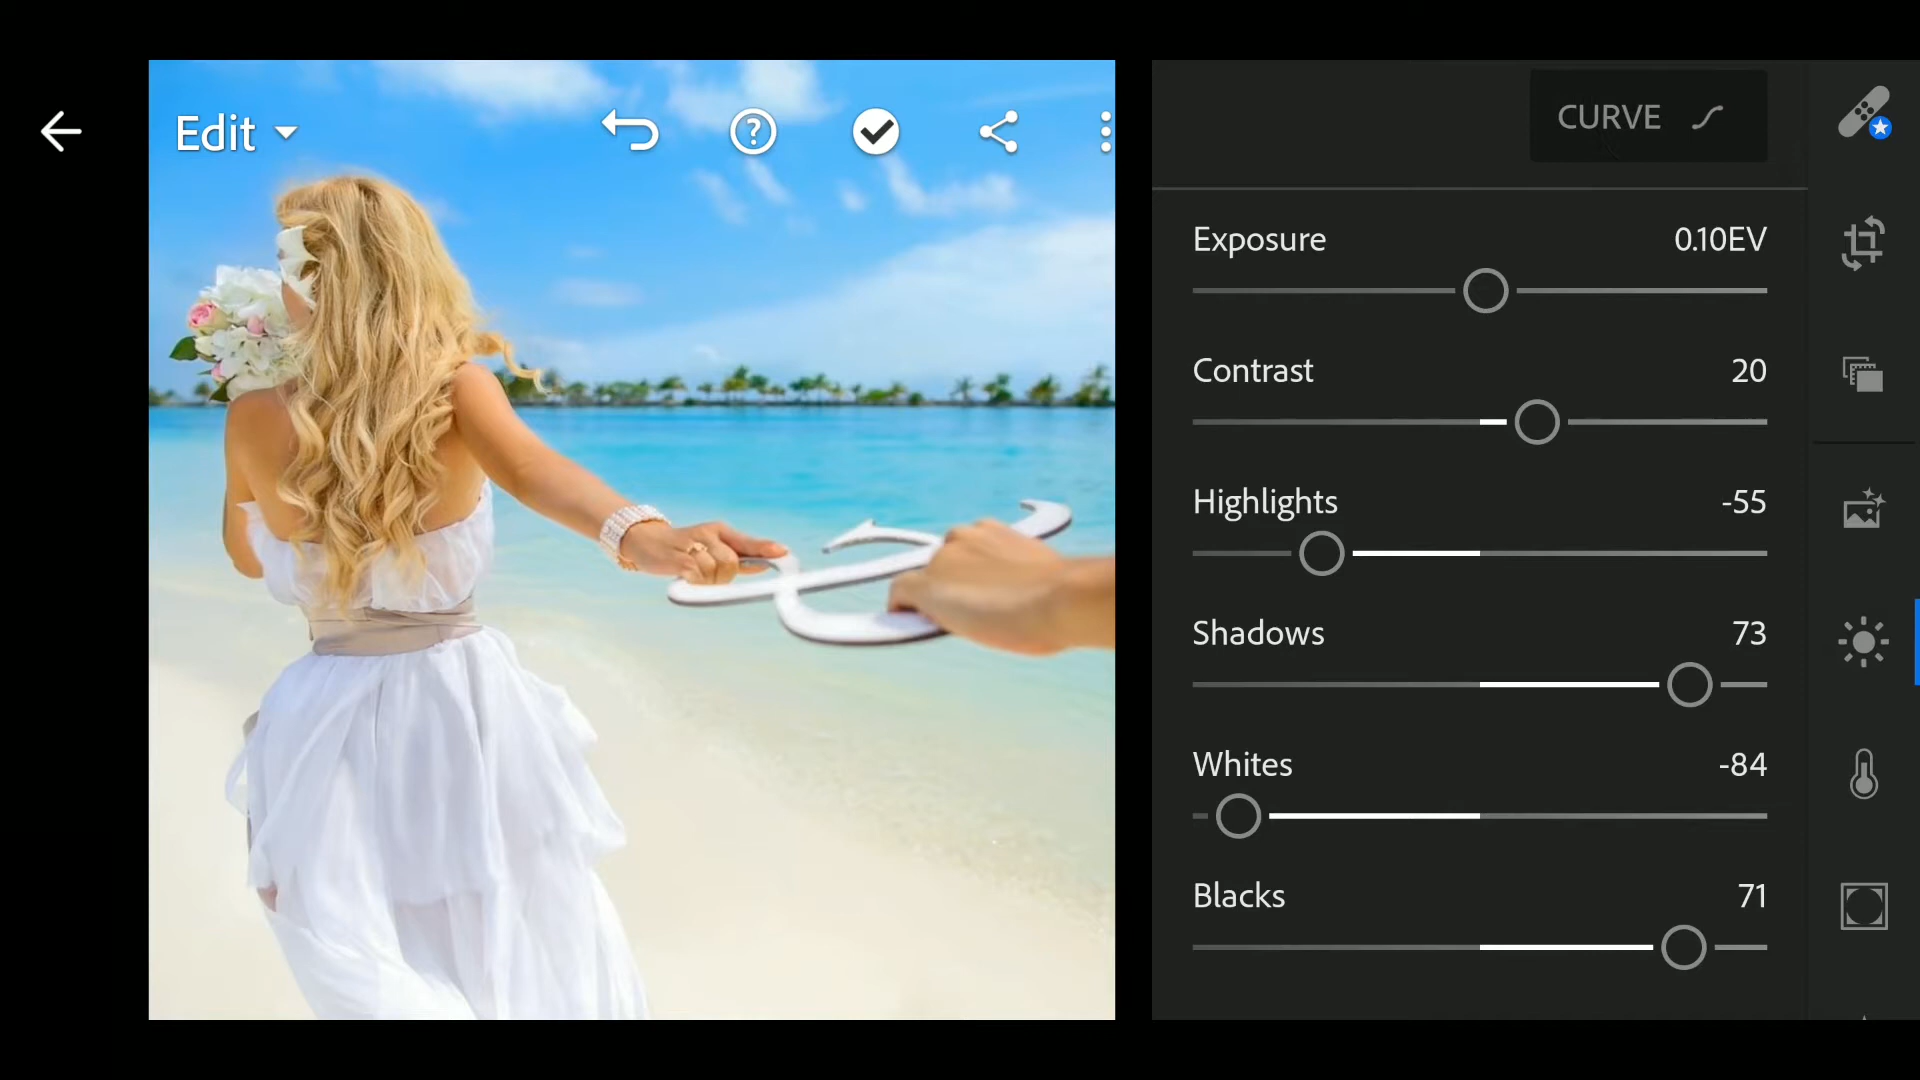 Edit
CURVE
Exposure 0.10EV
Contrast 20
Highlights -55
Shadows 73
Whites -84
Blacks 71